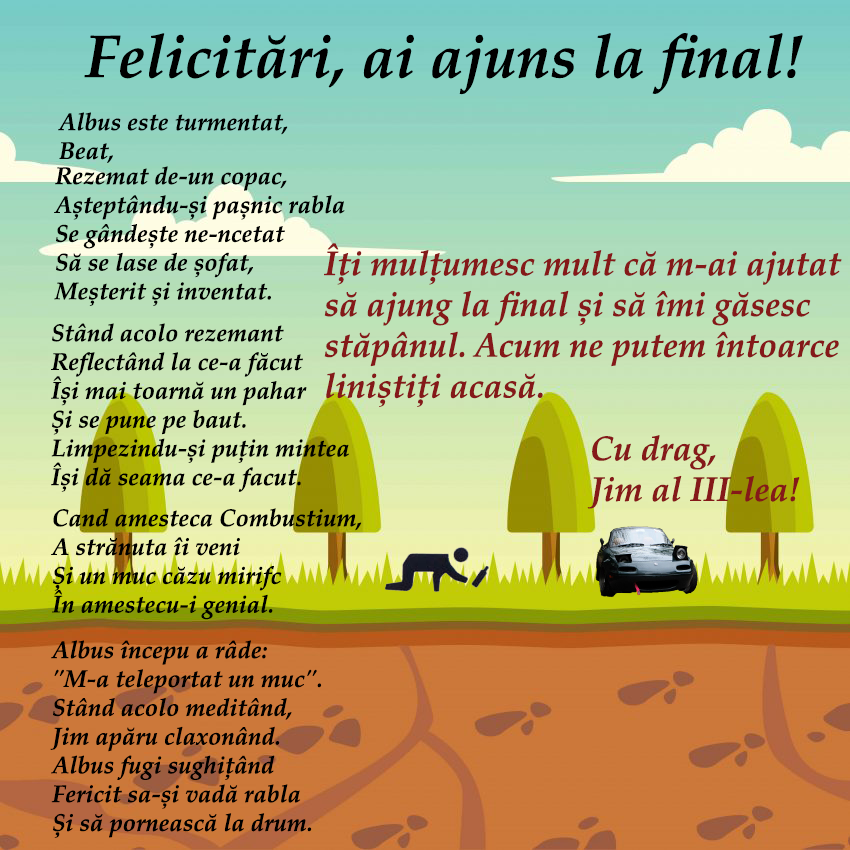 Felicitări, ai ajuns la final!
Albus este turmentat,
Beat,
Rezemat de-un copac,
Așteptându-și pașnic rabla
Se gândește ne-ncetat
Să se lase de șofat,
Meșterit și inventat.
Stând acolo rezemant
Reflectând la ce-a făcut
Își mai toarnă un pahar
Și se pune pe baut.
Limpezindu-și puțin mintea
Își dă seama ce-a facut.
Cand amesteca Combustium,
A strănuta îi veni
Și un muc căzu mirifc
În amestecu-i genial.
Albus începu a râde:
"M-a teleportat un muc".
Stând acolo meditând,
Jim apăru claxonând.
Albus fugi sughițând
Fericit sa-și vadă rabla
Și să pornească la drum.
Îți mulțumesc mult că m-ai ajutat
să ajung la final și să îmi găsesc
stăpânul. Acum ne putem întoarce
liniștiți acasă.
Cu drag,
Jim al III-lea!